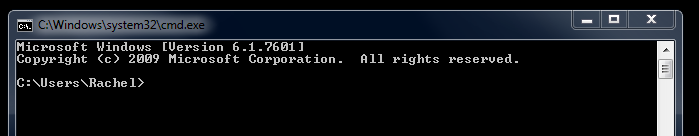 C:\Windows\system32\cmd.exe
Microsoft Windows [Version 6.1.7601]
Copyright (c) 2009 Microsoft Corporation.  All rights reserved.
C:\Users\Rachel>